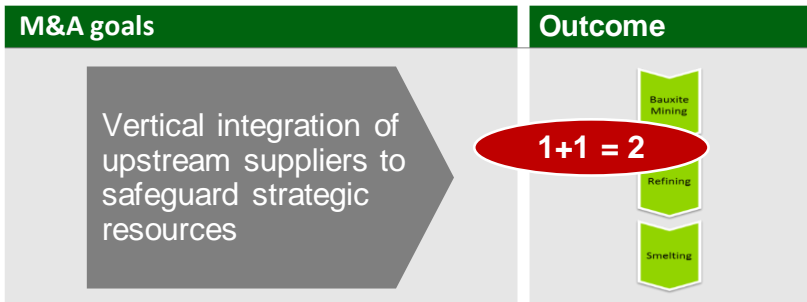 M&A goals
Outcome
Vertical integration of
upstream suppliers to
safeguard strategic
resources
Bauxite
Mining
1+1 = 2
Refining
Smelting